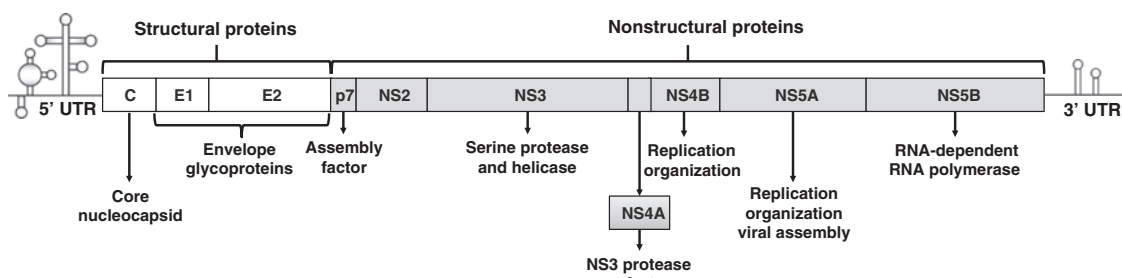 Structural proteins
Nonstructural proteins
5' UTR
C
E1
E2
p7
NS2
NS3
NS4B
NS5A
NS5B
3' UTR
Core
nucleocapsid
Envelope
glycoproteins
Assembly
factor
Serine protease
and helicase
NS4A
NS3 protease
Replication
organization
Replication
organization
viral assembly
RNA-dependent
RNA polymerase